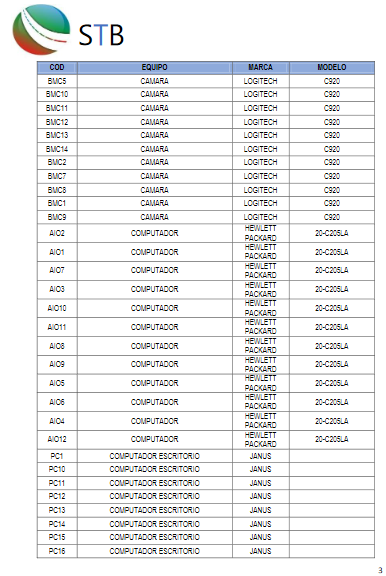 STB
COD EQUIPO MARCA MODELO
BMC5 CAMARA LOGITECH C920
BMC10 CAMARA LOGITECH C920
BMC11 CAMARA LOGITECH C920
BMC12 CAMARA LOGITECH C920
BMC13 CAMARA LOGITECH C920
BMC14 CAMARA LOGITECH C920
BMC2 CAMARA LOGITECH C920
BMC7 CAMARA LOGITECH C920
BMC8 CAMARA LOGITECH C920
BMC1 CAMARA LOGITECH C920
BMC9 CAMARA LOGITECH C920
AIO2 COMPUTADOR HEWLETT PACKARD 20-C205LA
AIO1 COMPUTADOR HEWLETT PACKARD 20-C205LA
AIO7 COMPUTADOR HEWLETT PACKARD 20-C205LA
AIO3 COMPUTADOR HEWLETT PACKARD 20-C205LA
AIO10 COMPUTADOR HEWLETT PACKARD 20-C205LA
AIO11 COMPUTADOR HEWLETT PACKARD 20-C205LA
AIO8 COMPUTADOR HEWLETT PACKARD 20-C205LA
AIO9 COMPUTADOR HEWLETT PACKARD 20-C205LA
AIO5 COMPUTADOR HEWLETT PACKARD 20-C205LA
AIO6 COMPUTADOR HEWLETT PACKARD 20-C205LA
AIO4 COMPUTADOR HEWLETT PACKARD 20-C205LA
AIO12 COMPUTADOR HEWLETT PACKARD 20-C205LA
PC1 COMPUTADOR ESCRITORIO JANUS
PC10 COMPUTADOR ESCRITORIO JANUS
PC11 COMPUTADOR ESCRITORIO JANUS
PC12 COMPUTADOR ESCRITORIO JANUS
PC13 COMPUTADOR ESCRITORIO JANUS
PC14 COMPUTADOR ESCRITORIO JANUS
PC15 COMPUTADOR ESCRITORIO JANUS
PC16 COMPUTADOR ESCRITORIO JANUS
3